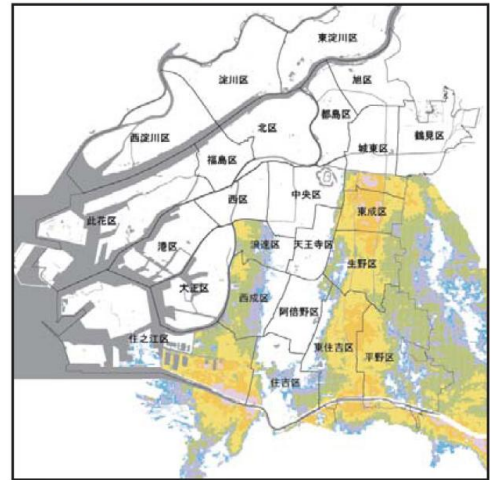 東淀川区
淀川区
旭区
都島区
鶴見区
西淀川区
北区
城東区
福島区
西区
中央区
東成区
此花区
港区
浪速区
天王寺区
生野区
大正区
西成区
阿倍野区
住之江区
東住吉区
平野区
住吉区